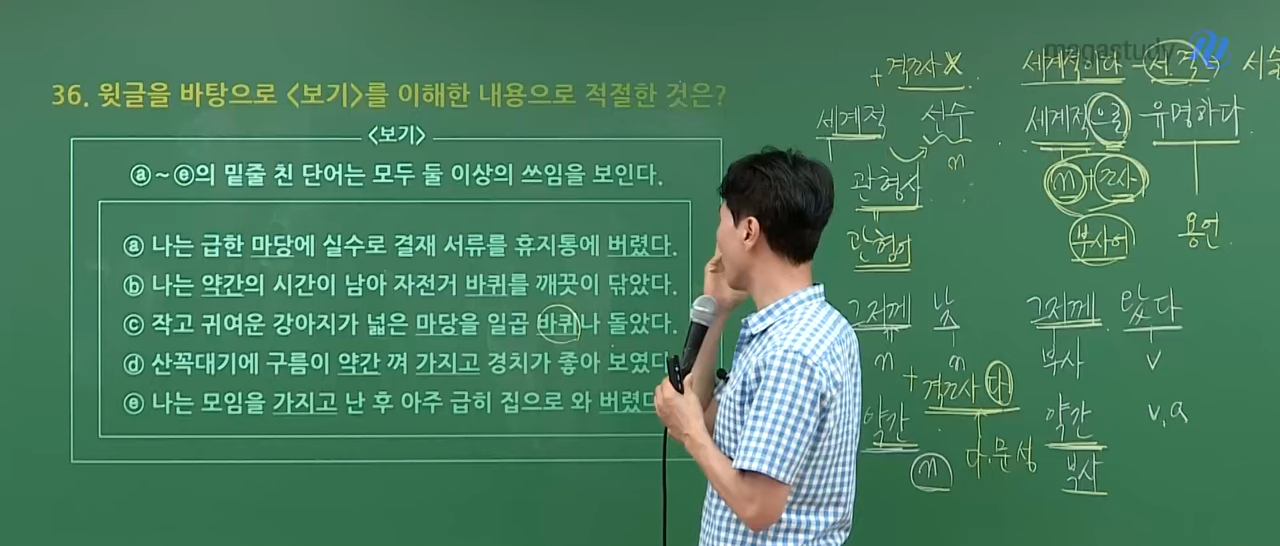 36. 윗글을 바탕으로 <보기>를 이해한 내용으로 적절한 것은?
<보기>
ⓐ~ⓔ의 밑줄 친 단어는 모두 둘 이상의 쓰임을 보인다.
ⓐ 나는 급한 마당에 실수로 결재 서류를 휴지통에 버렸다.
ⓑ 나는 약간의 시간이 남아 자전거 바퀴를 깨끗이 닦았다.
ⓒ 작고 귀여운 강아지가 넓은 마당을 일곱 바퀴나 돌았다.
ⓓ 산꼭대기에 구름이 약간 껴 가지고 경치가 좋아 보였다
ⓔ 나는 모임을 가지고 난 후 아주 급히 집으로 와 버렸다
megastudy
+격조사 X
세계적이다 서.격조
세계적 선수
세계적으로 유명하다
n
관형사
n+조사
관형어
부사어
용언
그저께 낮
그저께 왔다
n n
부사 v
+격조사 다
약간
약간 v, a
n
다.문성
부사